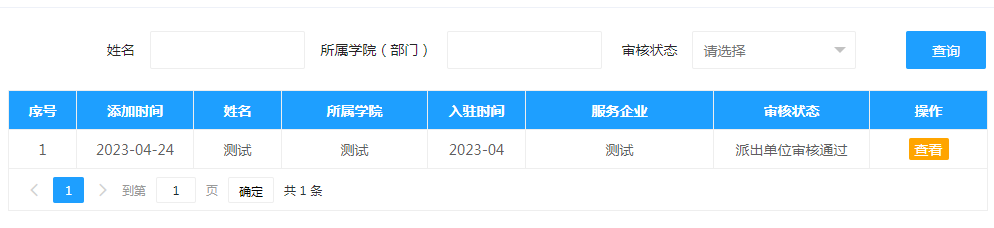 姓名 所属学院（部门） 审核状态 请选择 查询
序号 添加时间 姓名 所属学院 入驻时间 服务企业 审核状态 操作
1 2023-04-24 测试 测试 2023-04 测试 派出单位审核通过 查看
1 到第 1 页 确定 共 1 条